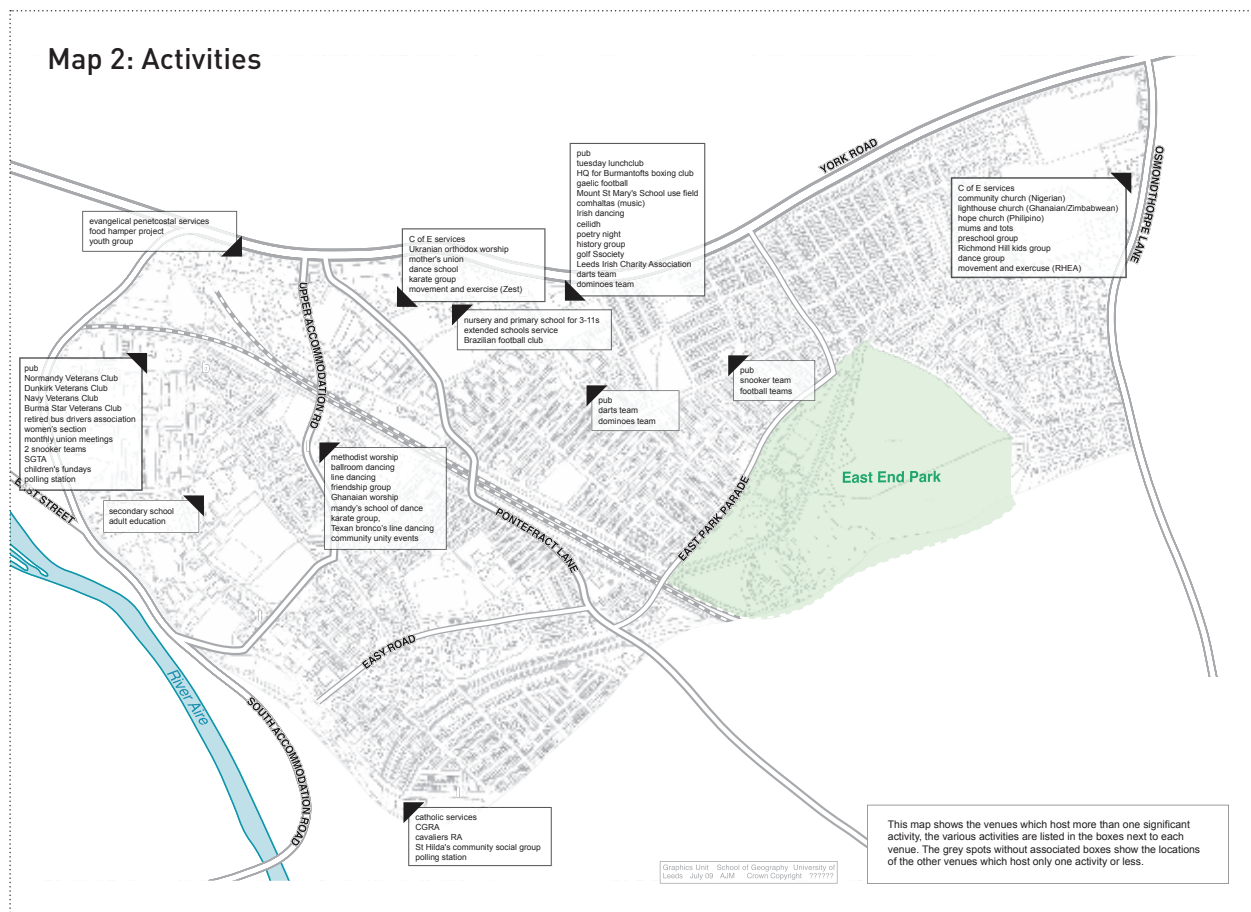 Map 2: Activities
evangelical penetcostal services
food hamper project
youth group
C of E services
Ukranian orthodox worship
mother's union
dance school
karate group
movement and exercise (Zest)
pub
tuesday lunchclub
HQ for Burmantofts boxing club
gaelic football
Mount St Mary's School use field
comhaltas (music)
Irish dancing
ceilidh
poetry night
history group
golf Ssociety
Leeds Irish Charity Association
darts team
dominoes team
YORK ROAD
OSMONDTHORPE LANE
C of E services
community church (Nigerian)
lighthouse church (Ghanaian/Zimbabwean)
hope church (Philipino)
mums and tots
preschool group
Richmond Hill kids group
dance group
movement and exercuse (RHEA)
nursery and primary school for 3-11s
extended schools service
Brazilian football club
UPPER ACCOMMODATION RD
pub
Normandy Veterans Club
Dunkirk Veterans Club
Navy Veterans Club
Burma Star Veterans Club
retired bus drivers association
women's section
monthly union meetings
2 snooker teams
SGTA
children's fundays
polling station
pub
darts team
dominoes team
pub
snooker team
football teams
methodist worship
ballroom dancing
line dancing
friendship group
Ghanaian worship
mandy's school of dance
karate group,
Texan bronco's line dancing
community unity events
EAST STREET
secondary school
adult education
PONTEFRACT LANE
EAST PARK PARADE
East End Park
EASY ROAD
River Aire
SOUTH ACCOMMODATION ROAD
catholic services
CGRA
cavaliers RA
St Hilda's community social group
polling station
Graphics Unit School of Geography University of
Leeds July 09 AJM Crown Copyright ??????
This map shows the venues which host more than one significant
activity, the various activities are listed in the boxes next to each
venue. The grey spots without associated boxes show the locations
of the other venues which host only one activity or less.